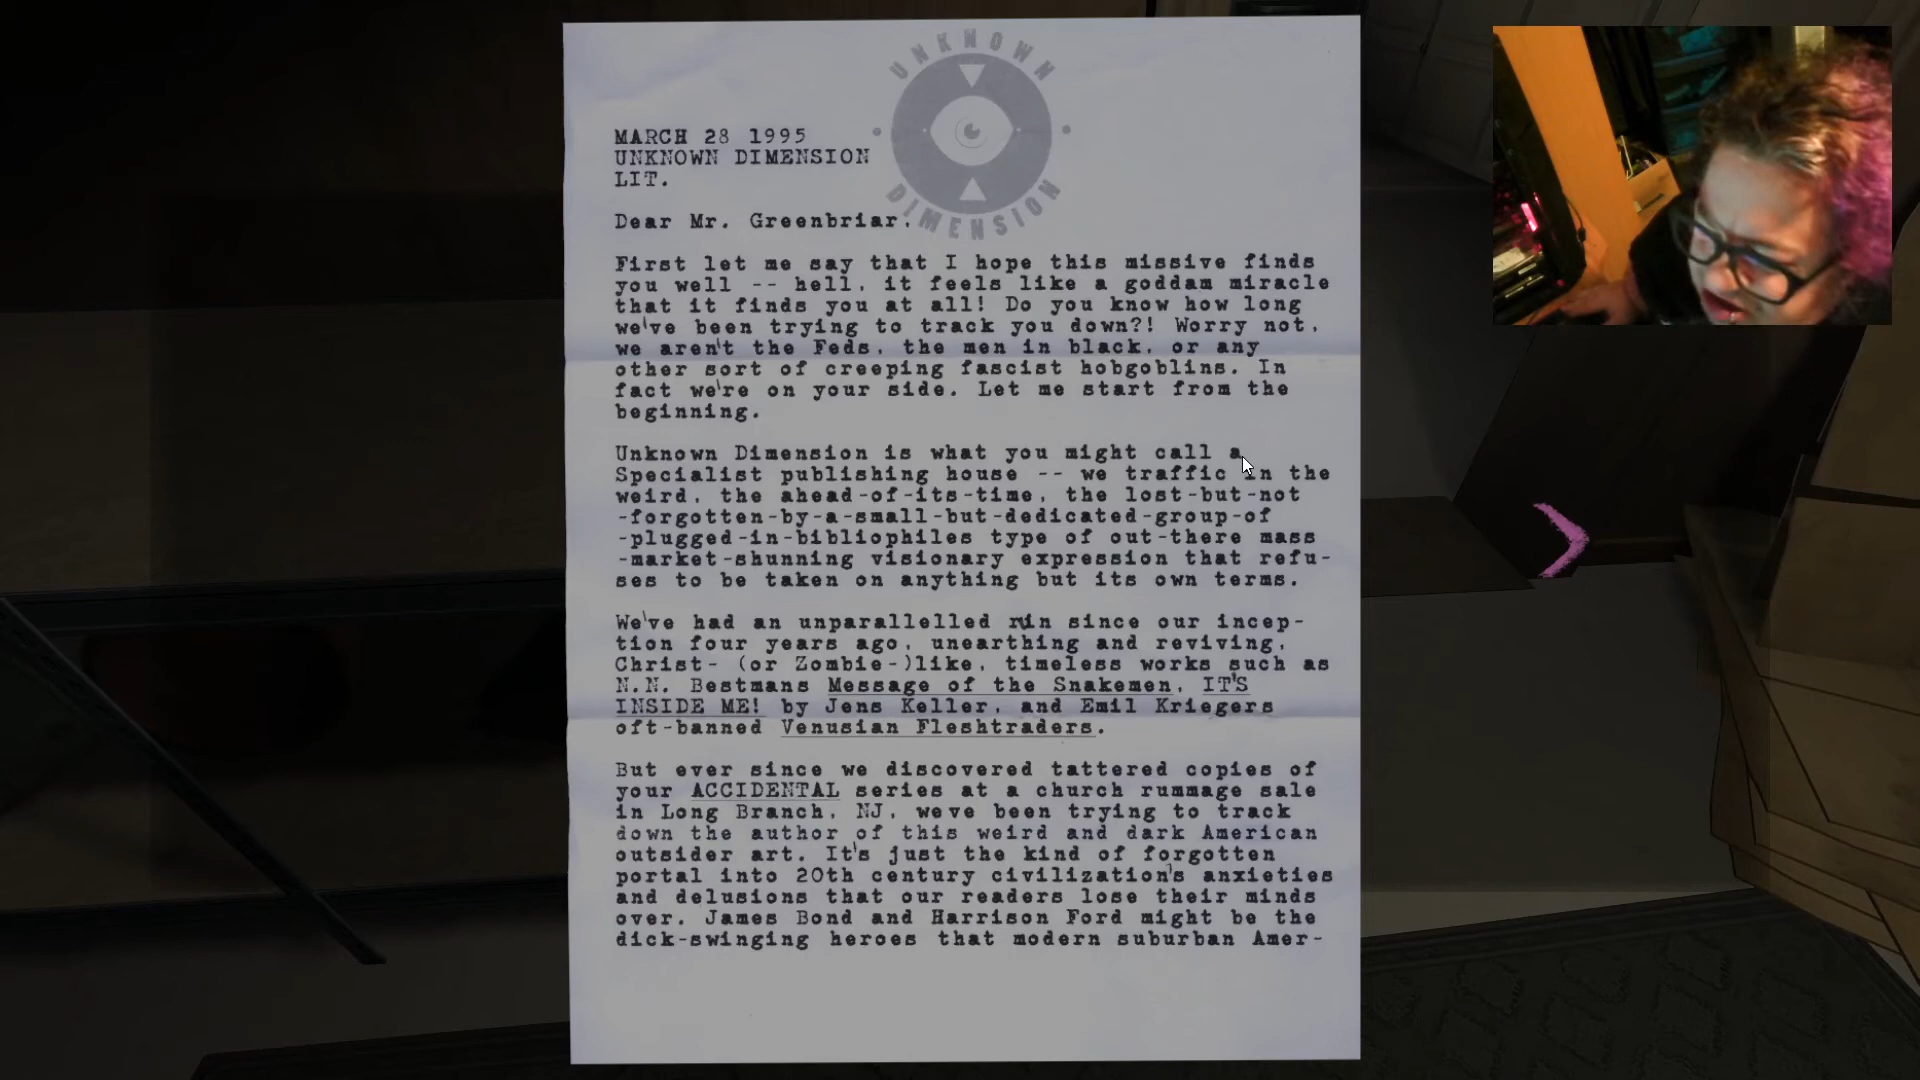 UNKNOWN
DIMENSION
MARCH 28 1995
UNKNOWN DIMENSION
LIT.
Dear Mr. Greenbriar,
First let me say that I hope this missive finds
you well -- hell, it feels like a goddam miracle
that it finds you at all! Do you know how long
we've been trying to track you down?! Worry not,
we aren't the Feds, the men in black, or any
other sort of creeping fascist hobgoblins. In
fact we're on your side. Let me start from the
beginning.
Unknown Dimension is what you might call a
Specialist publishing house -- we traffic in the
weird, the ahead-of-its-time, the lost-but-not
-forgotten-by-a-small-but-dedicated-group-of
-plugged-in-bibliophiles type of out-there mass
-market-shunning visionary expression that refu-
ses to be taken on anything but its own terms.
We've had an unparallelled run since our incep-
tion four years ago, unearthing and reviving,
Christ- (or Zombie-)like, timeless works such as
N.N. Bestmans Message of the Snakemen, IT'S
INSIDE ME! by Jens Keller, and Emil Kriegers
oft-banned Venusian Fleshtraders.
But ever since we discovered tattered copies of
your ACCIDENTAL series at a church rummage sale
in Long Branch, NJ, weve been trying to track
down the author of this weird and dark American
outsider art. It's just the kind of forgotten
portal into 20th century civilization's anxieties
and delusions that our readers lose their minds
over. James Bond and Harrison Ford might be the
dick-swinging heroes that modern suburban Amer-